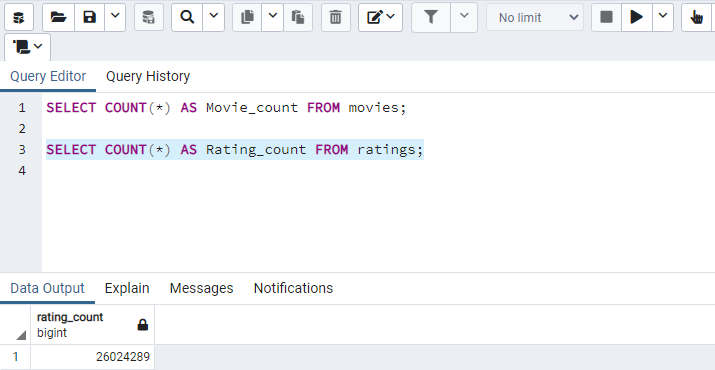 No limit
Query Editor Query History
1 SELECT COUNT(*) AS Movie_count FROM movies;
2
3 SELECT COUNT(*) AS Rating_count FROM ratings;
4
Data Output Explain Messages Notifications
rating_count
bigint
1 26024289